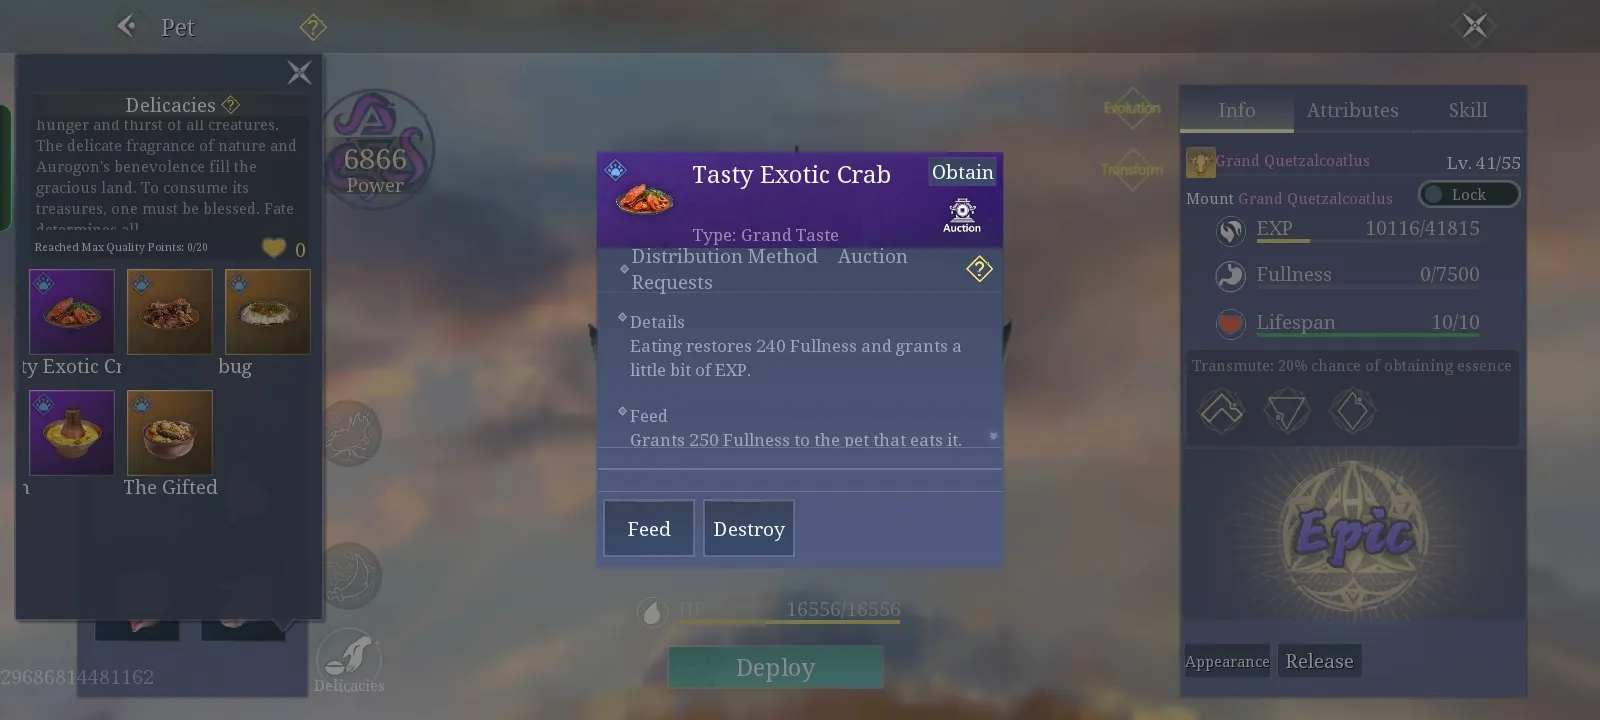 Pet
Delicacies
hunger and thirst of all creatures.
The delicate fragrance of nature and
Aurogon's benevolence fill the
gracious land. To consume its
treasures, one must be blessed. Fate
determines all
Reached Max Quality Points: 0/20
0
ty Exotic Cr
bug
The Gifted
29686814481162
6866
Power
Delicacies
Tasty Exotic Crab
Obtain
Auction
Type: Grand Taste
Distribution Method Auction
Requests
Details
Eating restores 240 Fullness and grants a
little bit of EXP.
Feed
Grants 250 Fullness to the pet that eats it.
Feed
Destroy
HP 16556/16556
Deploy
Evolution
Transform
Info
Attributes
Skill
Grand Quetzalcoatlus
Lv. 41/55
Mount Grand Quetzalcoatlus
Lock
EXP 10116/41815
Fullness 0/7500
Lifespan 10/10
Transmute: 20% chance of obtaining essence
Epic
Appearance
Release